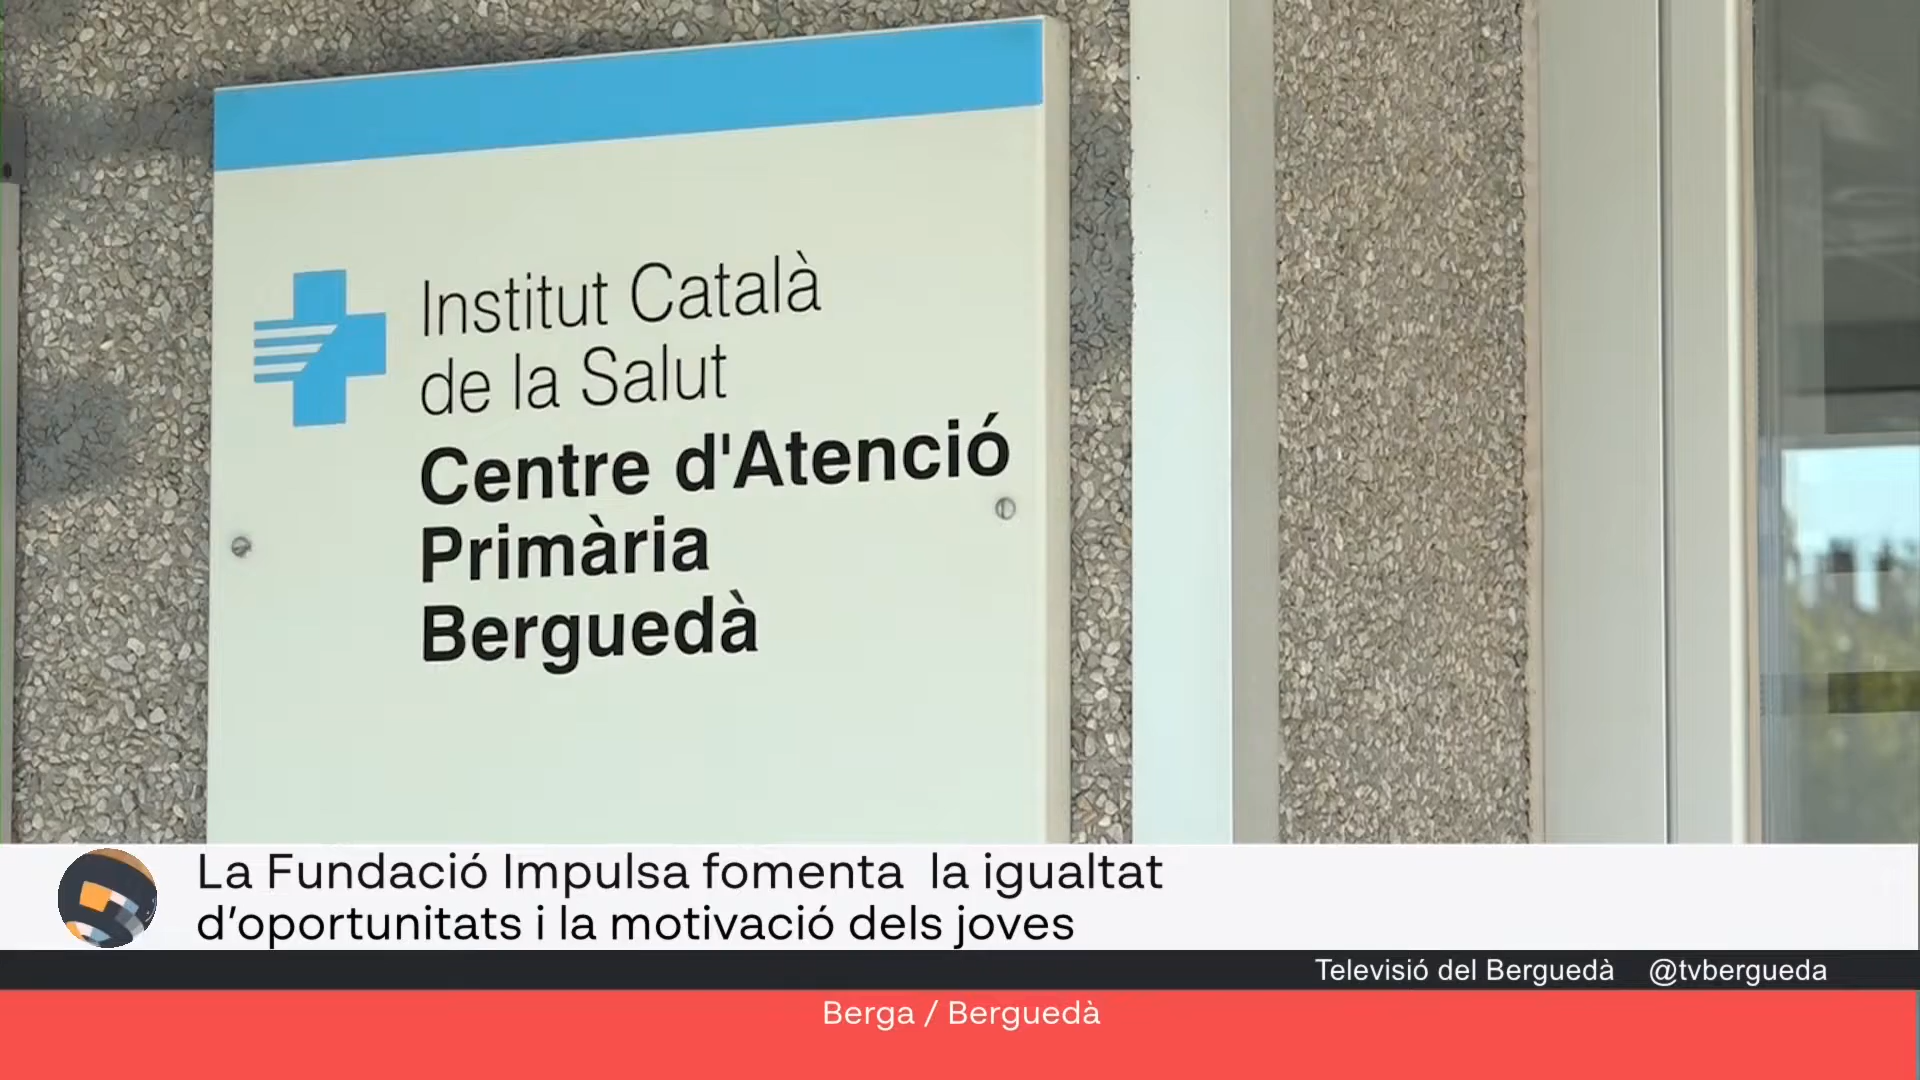 Institut Català
de la Salut
Centre d'Atenció
Primària
Berguedà
La Fundació Impulsa fomenta  la igualtat
d’oportunitats i la motivació dels joves
Televisió del Berguedà @tvbergueda
Berga / Berguedà